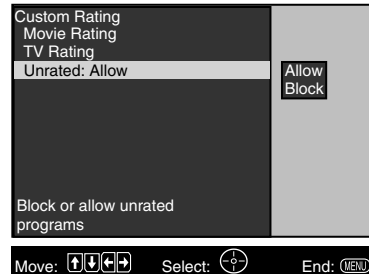 Custom Rating
Movie Rating
TV Rating
Unrated: Allow
Allow
Block
Block or allow unrated
programs
Move: Select: End: MENU